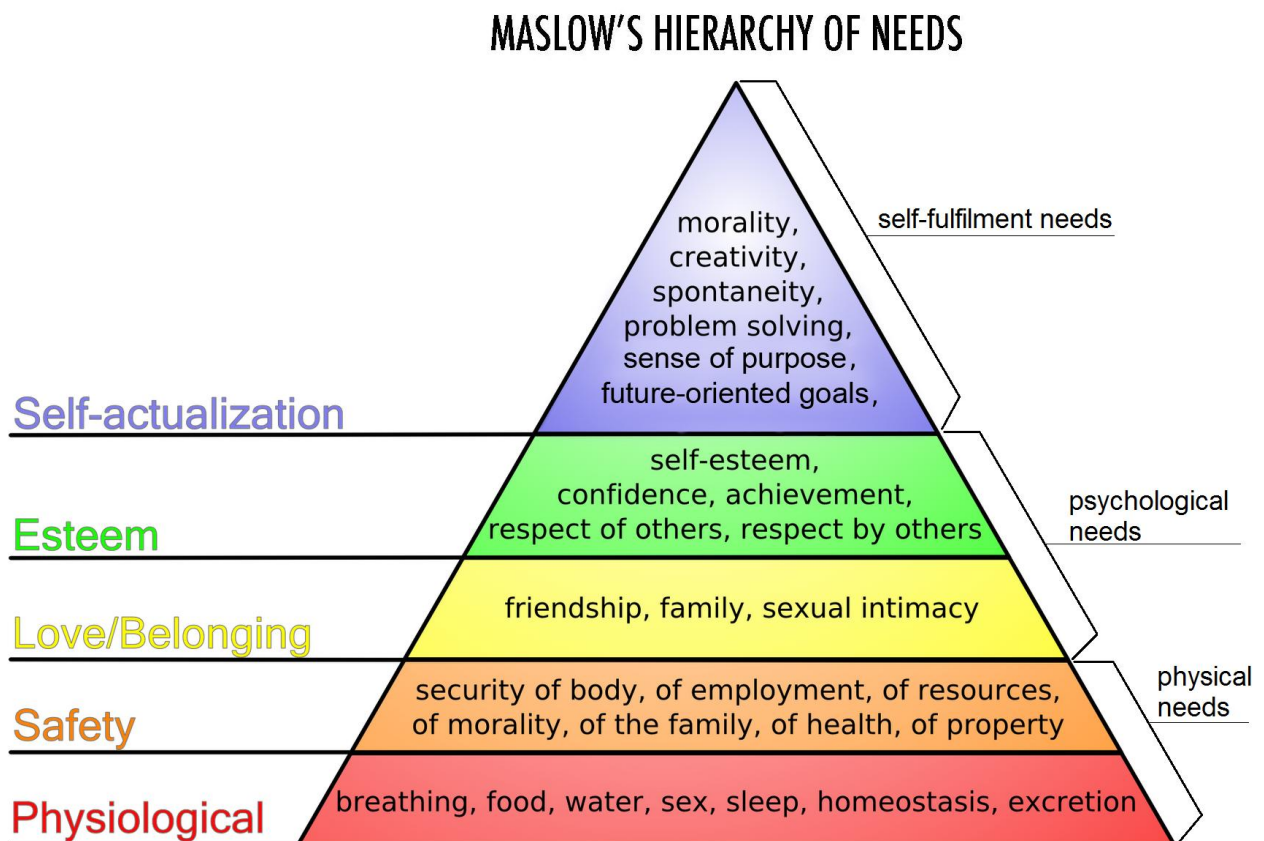 MASLOW'S HIERARCHY OF NEEDS
morality,
creativity,
spontaneity,
problem solving,
sense of purpose,
future-oriented goals,
self-fulfilment needs
Self-actualization
self-esteem,
confidence, achievement,
respect of others, respect by others
psychological
needs
Esteem
friendship, family, sexual intimacy
Love/Belonging
security of body, of employment, of resources,
of morality, of the family, of health, of property
physical
needs
Safety
breathing, food, water, sex, sleep, homeostasis, excretion
Physiological